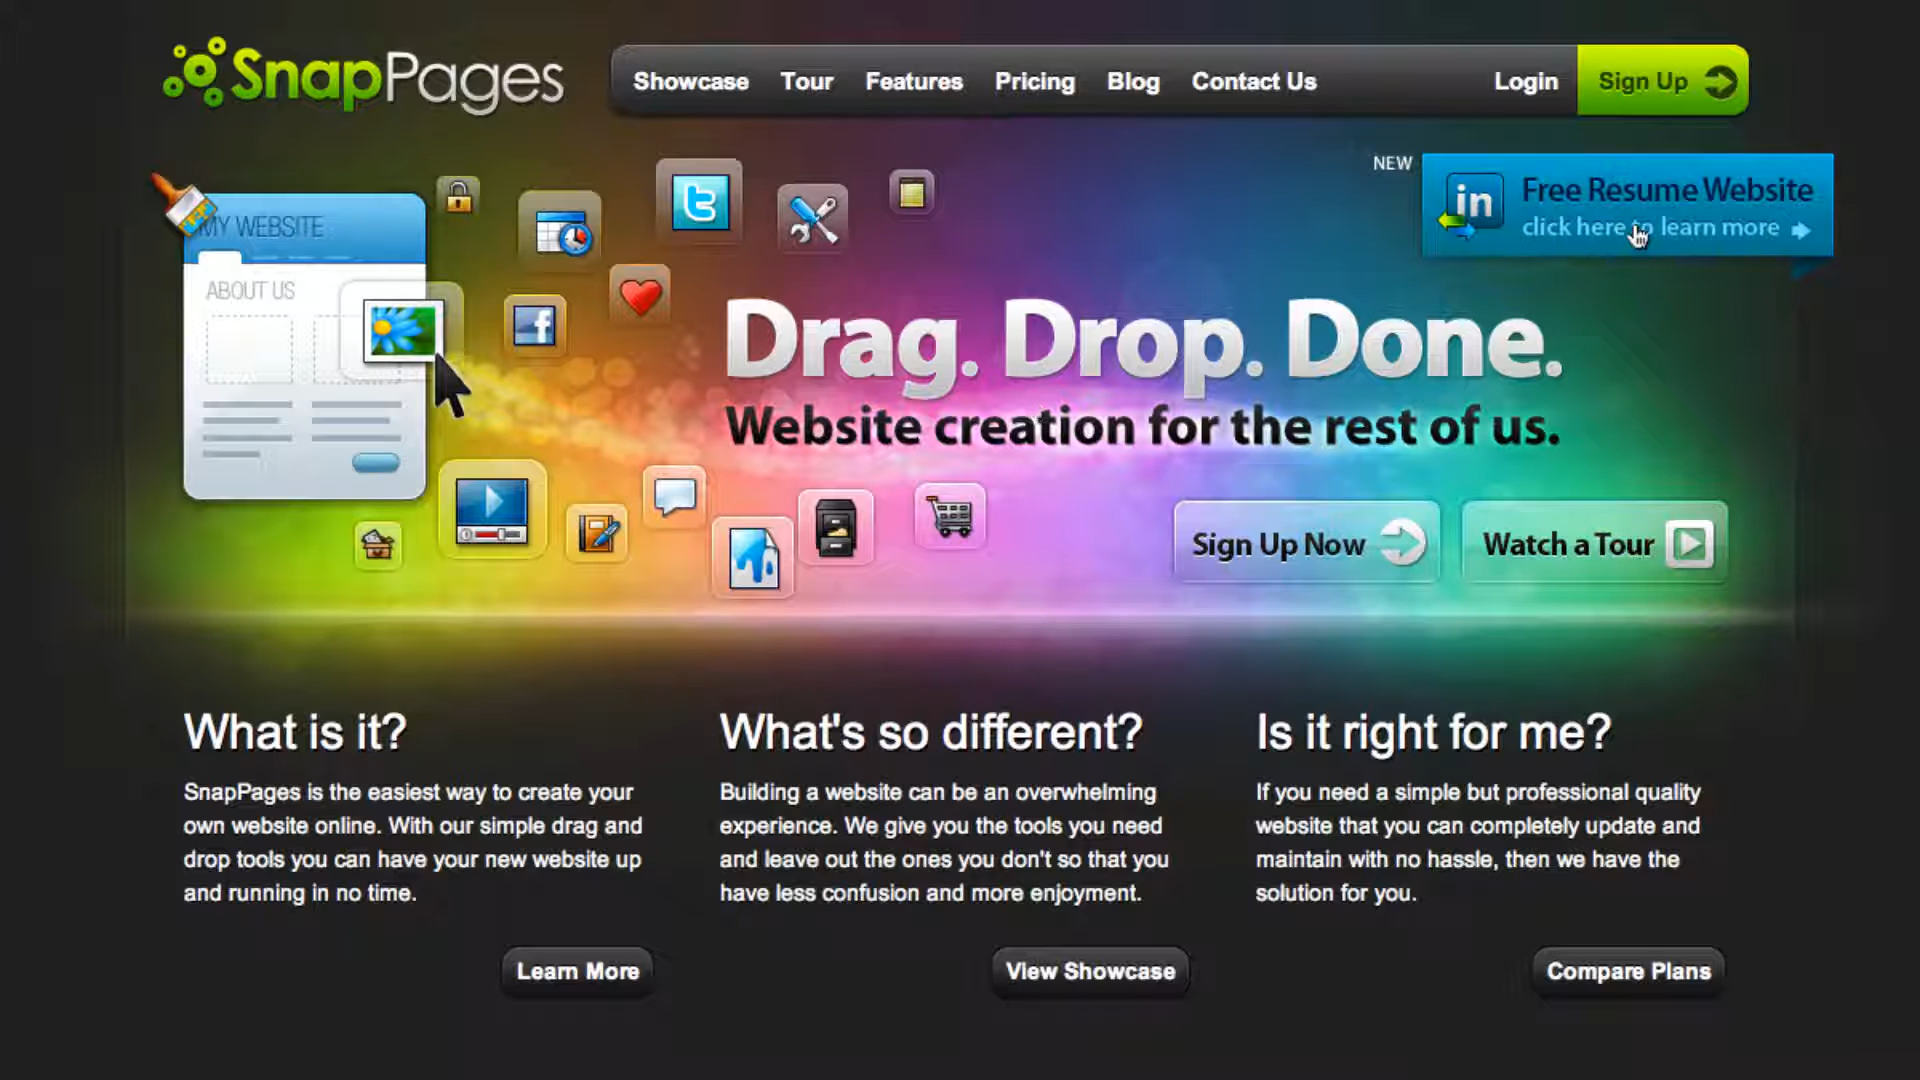 SnapPages
Showcase
Tour
Features
Pricing
Blog
Contact Us
Login
Sign Up
NEW
in
Free Resume Website
click here to learn more
MY WEBSITE
ABOUT US
t
f
Drag. Drop. Done.
Website creation for the rest of us.
Sign Up Now
Watch a Tour
What is it?
SnapPages is the easiest way to create your
own website online. With our simple drag and
drop tools you can have your new website up
and running in no time.
Learn More
What's so different?
Building a website can be an overwhelming
experience. We give you the tools you need
and leave out the ones you don't so that you
have less confusion and more enjoyment.
View Showcase
Is it right for me?
If you need a simple but professional quality
website that you can completely update and
maintain with no hassle, then we have the
solution for you.
Compare Plans